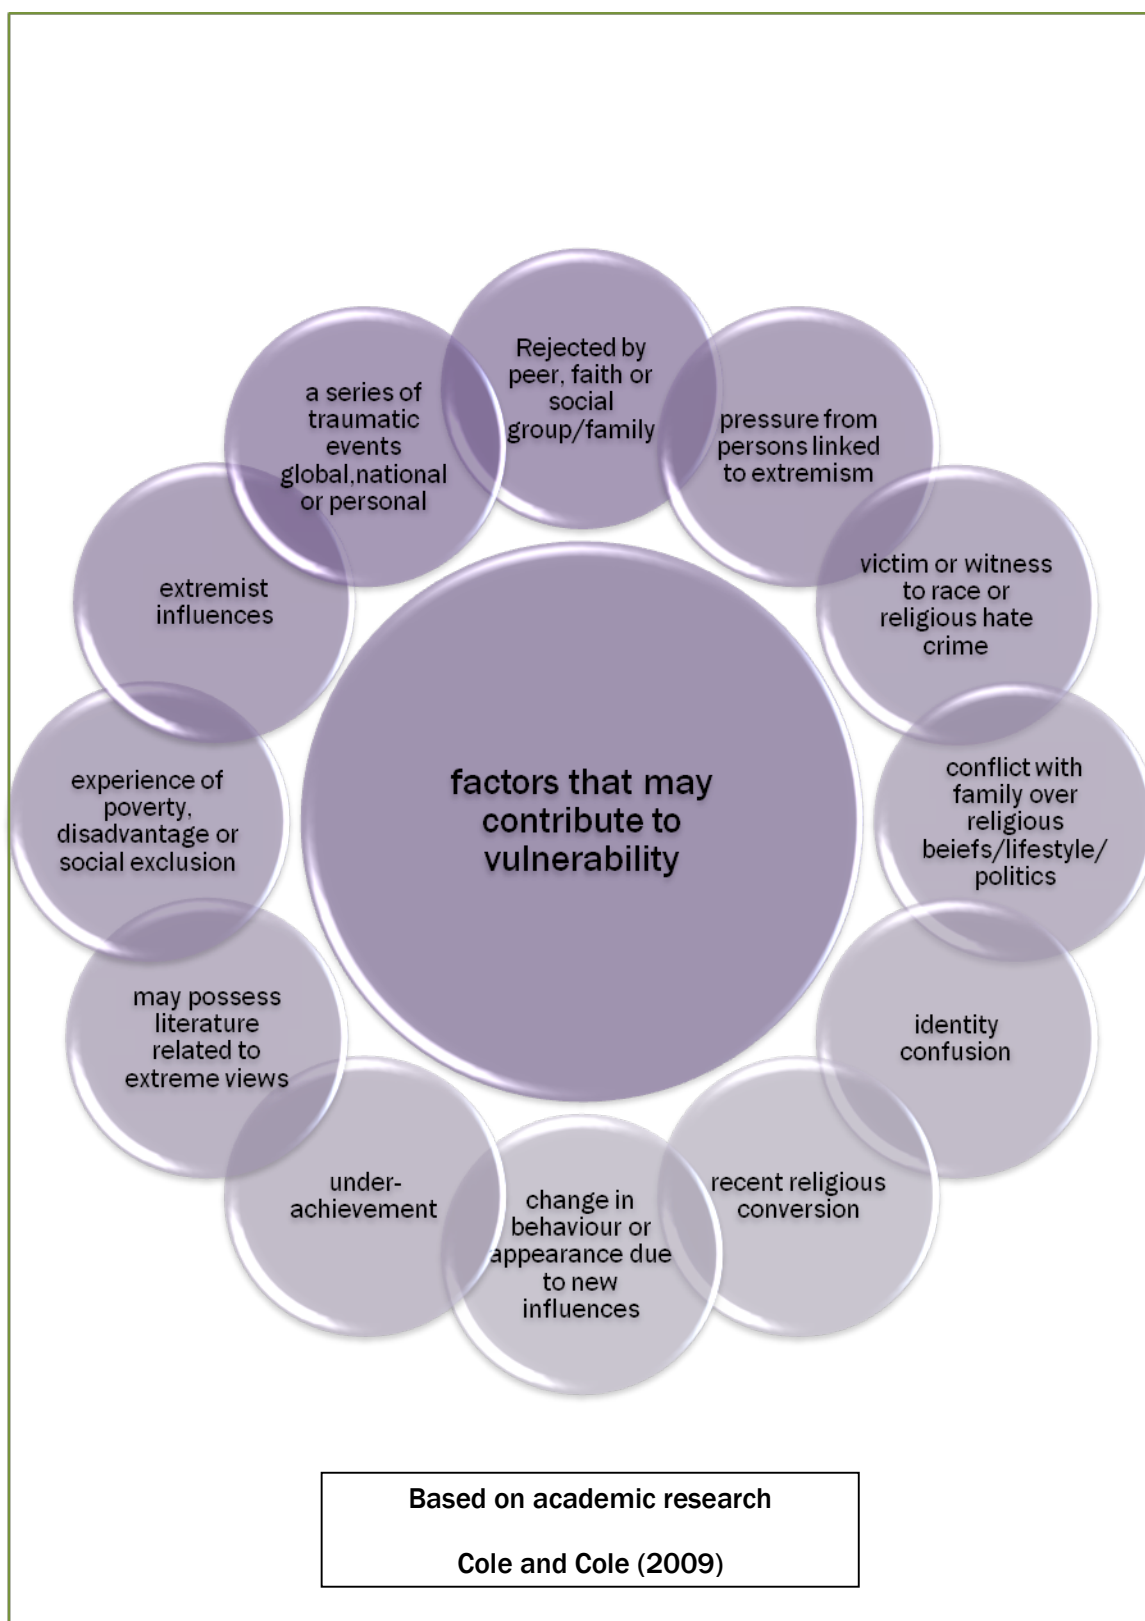 Rejected by
peer, faith or
social
group/family
pressure from
persons linked
to extremism
victim or witness
to race or
religious hate
crime
conflict with
family over
religious
beliefs/lifestyle/
politics
identity
confusion
recent religious
conversion
change in
behaviour or
appearance due
to new
influences
under-
achievement
may possess
literature
related to
extreme views
experience of
poverty,
disadvantage or
social exclusion
extremist
influences
a series of
traumatic
events
global,national
or personal
factors that may
contribute to
vulnerability
Based on academic research
Cole and Cole (2009)